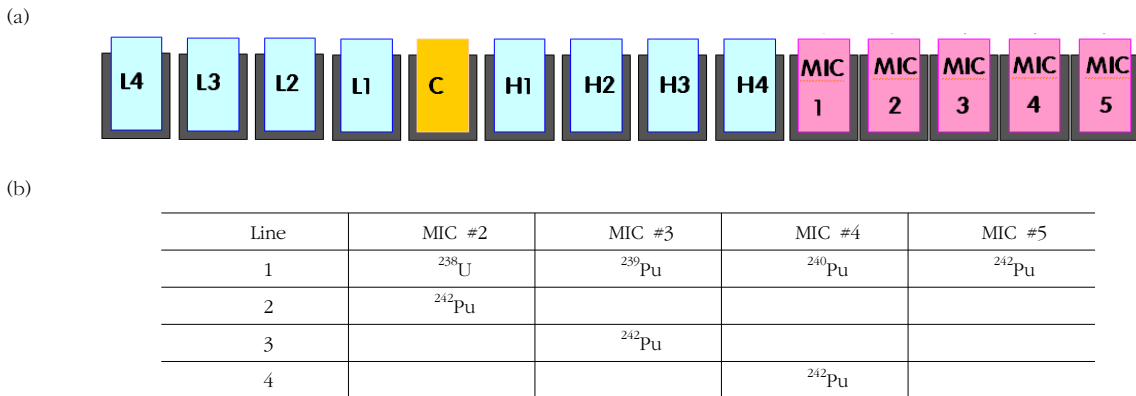 (a)
L4 L3 L2 L1 C H1 H2 H3 H4 MIC 1 MIC 2 MIC 3 MIC 4 MIC 5
(b)
Line MIC #2 MIC #3 MIC #4 MIC #5
1 ²³⁸U ²³⁹Pu ²⁴⁰Pu ²⁴²Pu
2 ²⁴²Pu
3 ²⁴²Pu
4 ²⁴²Pu